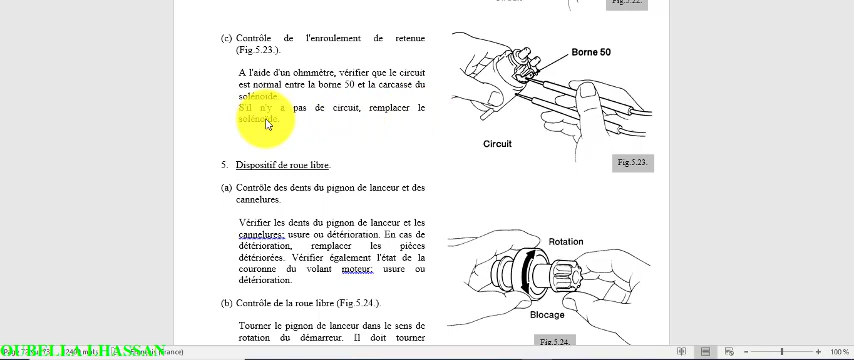 Fig.5.22.
(c) Contrôle de l'enroulement de retenue
(Fig.5.23.).
A l'aide d'un ohmmètre, vérifier que le circuit
est normal entre la borne 50 et la carcasse du
solénoïde.
S'il n'y a pas de circuit, remplacer le
solénoïde.
Borne 50
Circuit
Fig.5.23.
5. Dispositif de roue libre.
(a) Contrôle des dents du pignon de lanceur et des
cannelures.
Vérifier les dents du pignon de lanceur et les
cannelures; usure ou détérioration. En cas de
détérioration, remplacer les pièces
détériorées. Vérifier également l'état de la
couronne du volant moteur; usure ou
détérioration.
(b) Contrôle de la roue libre (Fig.5.24.).
Tourner le pignon de lanceur dans le sens de
rotation du démarreur. Il doit tourner
Rotation
Blocage
Fig.5.24.
OUBELLA LHASSAN
100 %